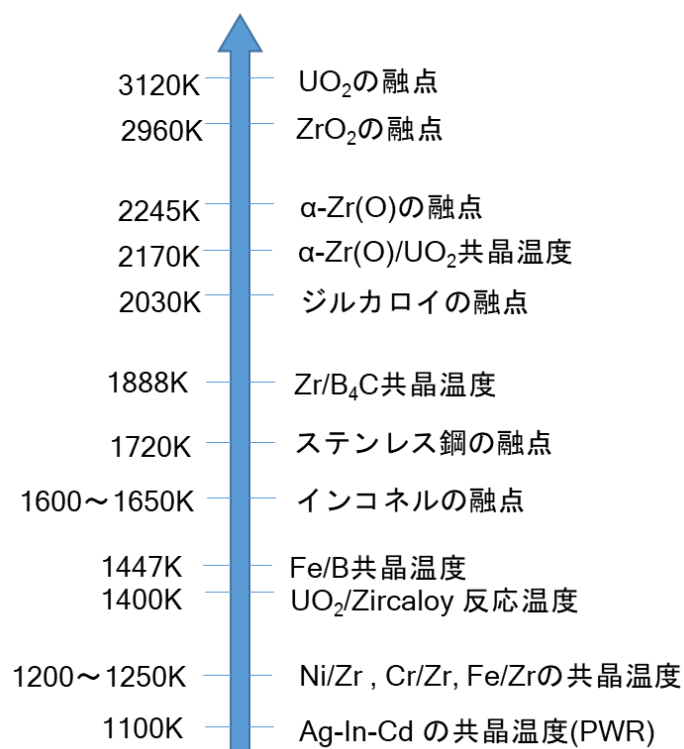 3120K UO₂の融点
2960K ZrO₂の融点
2245K α-Zr(O)の融点
2170K α-Zr(O)/UO₂共晶温度
2030K ジルカロイの融点
1888K Zr/B₄C共晶温度
1720K ステンレス鋼の融点
1600～1650K インコネルの融点
1447K Fe/B共晶温度
1400K UO₂/Zircaloy 反応温度
1200～1250K Ni/Zr , Cr/Zr, Fe/Zrの共晶温度
1100K Ag-In-Cd の共晶温度(PWR)